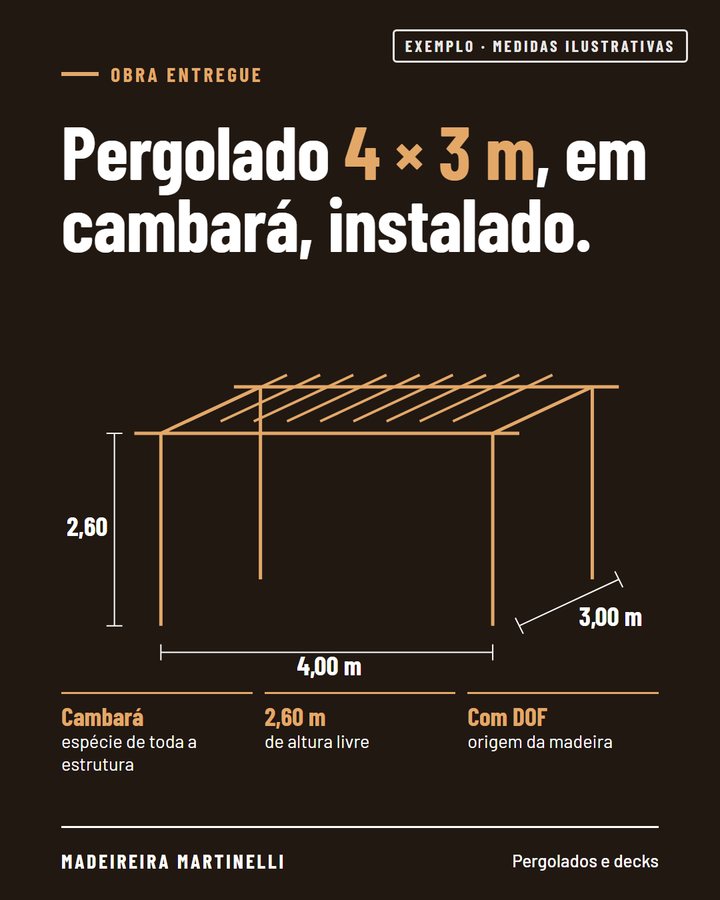 EXEMPLO · MEDIDAS ILUSTRATIVAS
OBRA ENTREGUE
Pergolado 4 × 3 m, em
cambará, instalado.
2,60
3,00 m
4,00 m
Cambará
espécie de toda a
estrutura
2,60 m
de altura livre
Com DOF
origem da madeira
MADEIREIRA MARTINELLI
Pergolados e decks